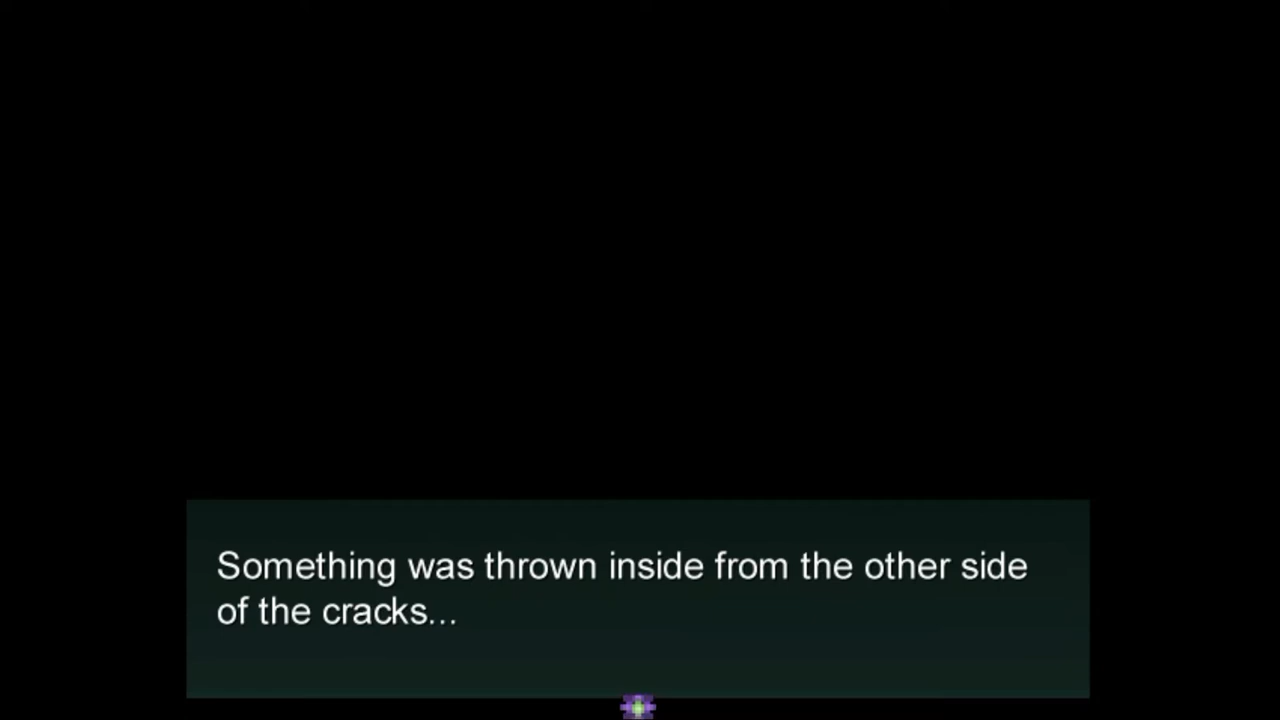 Something was thrown inside from the other side
of the cracks...